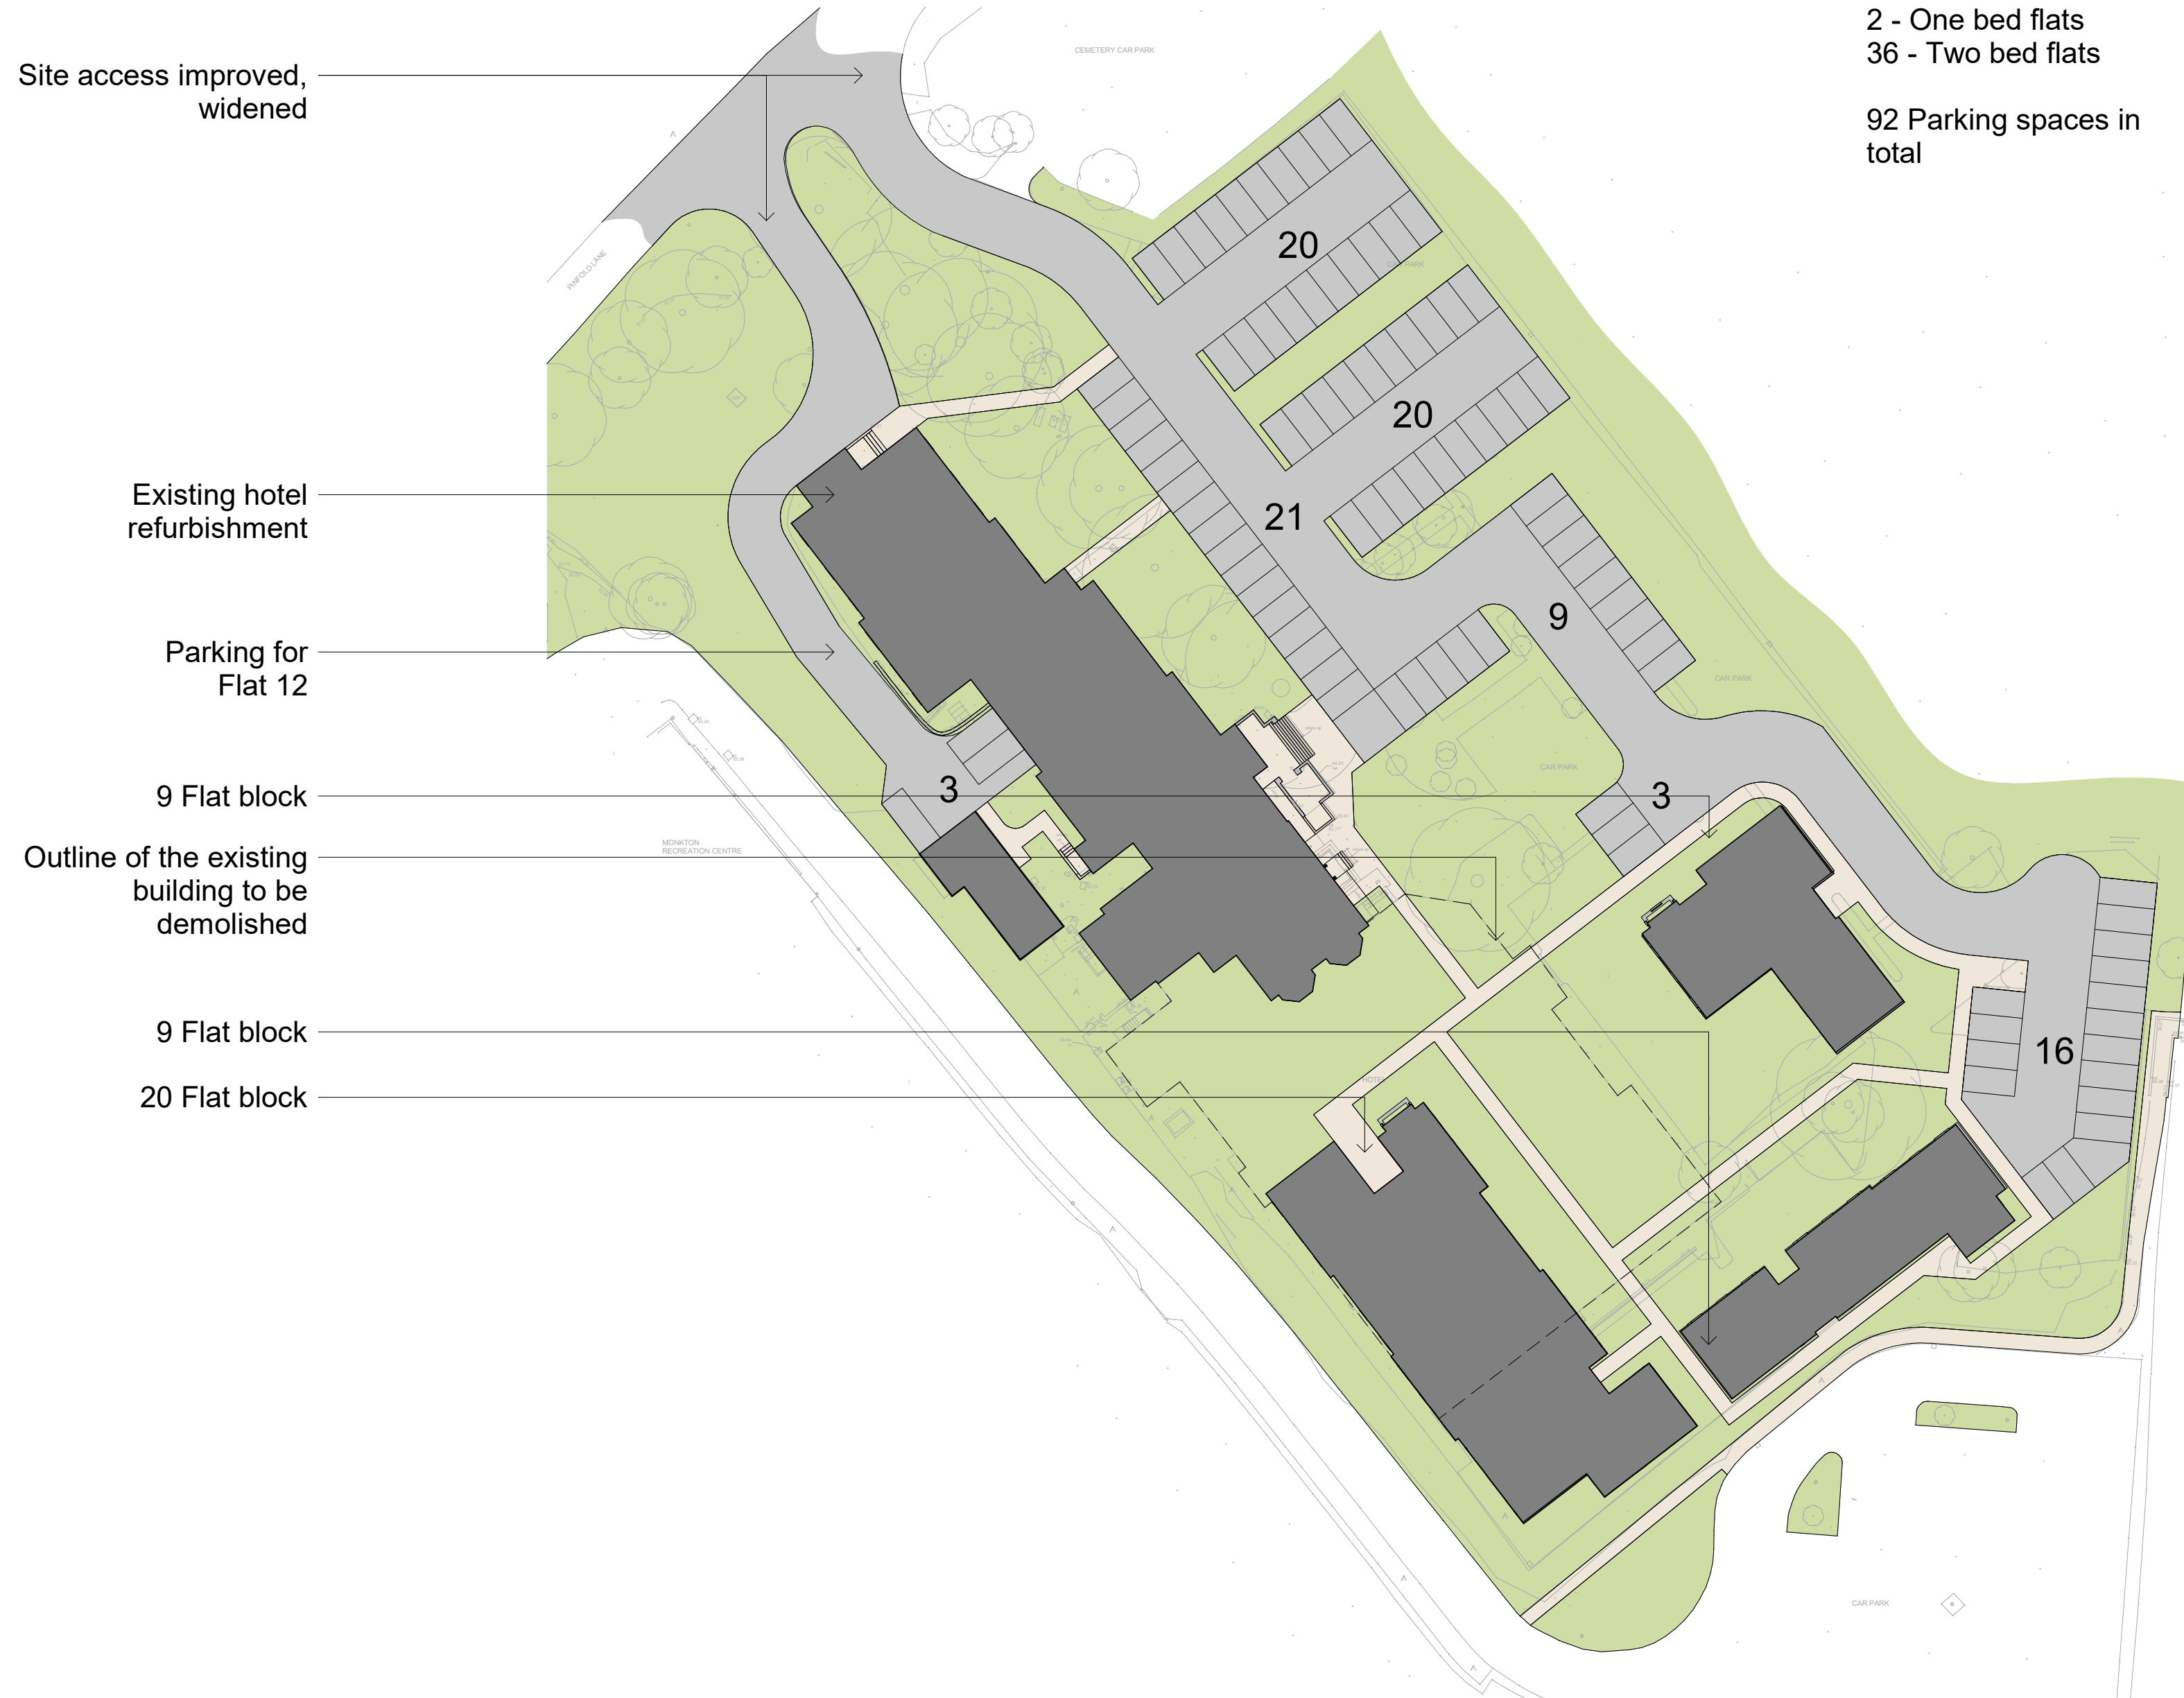 2 - One bed flats
36 - Two bed flats
92 Parking spaces in
total
CEMETERY CAR PARK
Site access improved,
widened
PINFOLD LANE
20
CAR PARK
20
Existing hotel
refurbishment
21
9
Parking for
Flat 12
CAR PARK
CAR PARK
3
3
9 Flat block
MONKTON
RECREATION CENTRE
Outline of the existing
building to be
demolished
9 Flat block
16
HOTEL
20 Flat block
CAR PARK